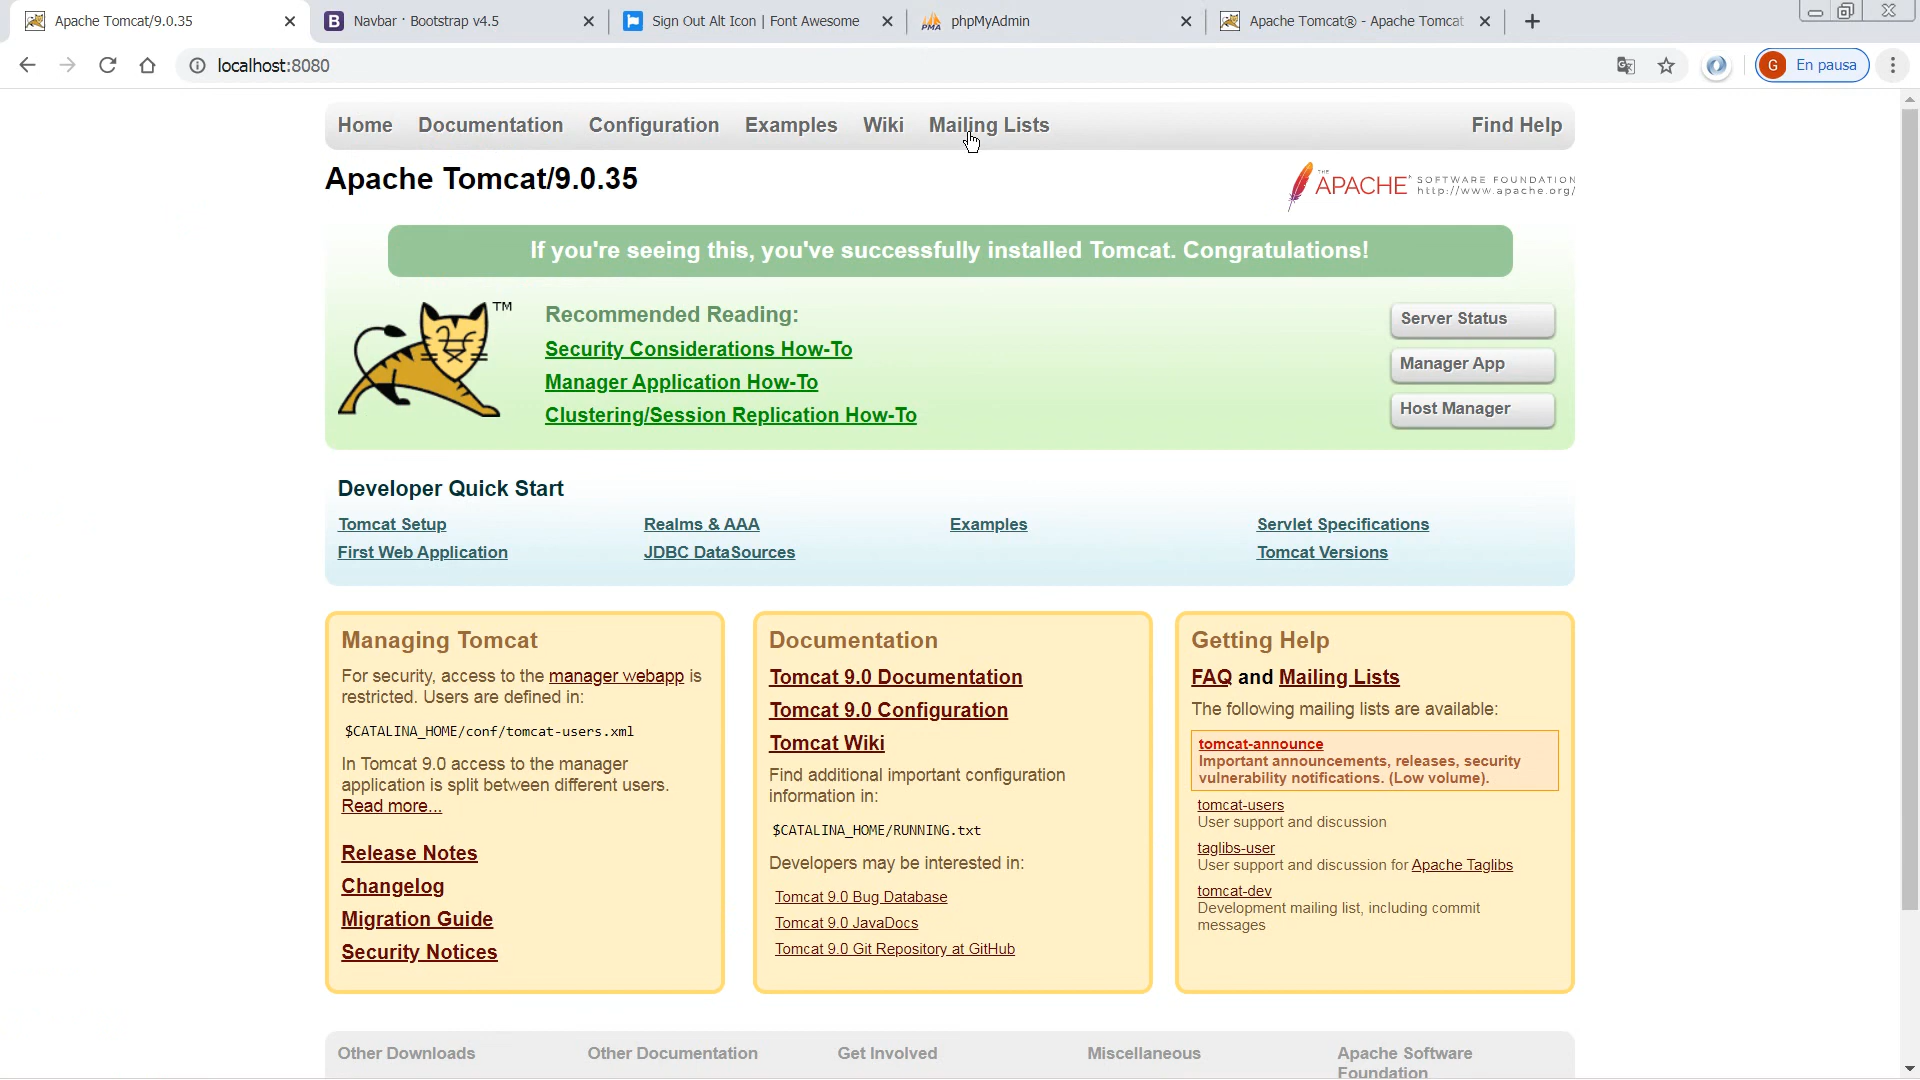 Apache Tomcat/9.0.35
Navbar · Bootstrap v4.5
Sign Out Alt Icon | Font Awesome
phpMyAdmin
Apache Tomcat® - Apache Tomcat
localhost:8080
G En pausa
Home Documentation Configuration Examples Wiki Mailing Lists Find Help
Apache Tomcat/9.0.35
THE APACHE SOFTWARE FOUNDATION
http://www.apache.org/
If you're seeing this, you've successfully installed Tomcat. Congratulations!
TM
Recommended Reading:
Security Considerations How-To
Manager Application How-To
Clustering/Session Replication How-To
Server Status
Manager App
Host Manager
Developer Quick Start
Tomcat Setup
First Web Application
Realms & AAA
JDBC DataSources
Examples
Servlet Specifications
Tomcat Versions
Managing Tomcat
For security, access to the manager webapp is
restricted. Users are defined in:
$CATALINA_HOME/conf/tomcat-users.xml
In Tomcat 9.0 access to the manager
application is split between different users.
Read more...
Release Notes
Changelog
Migration Guide
Security Notices
Documentation
Tomcat 9.0 Documentation
Tomcat 9.0 Configuration
Tomcat Wiki
Find additional important configuration
information in:
$CATALINA_HOME/RUNNING.txt
Developers may be interested in:
Tomcat 9.0 Bug Database
Tomcat 9.0 JavaDocs
Tomcat 9.0 Git Repository at GitHub
Getting Help
FAQ and Mailing Lists
The following mailing lists are available:
tomcat-announce
Important announcements, releases, security
vulnerability notifications. (Low volume).
tomcat-users
User support and discussion
taglibs-user
User support and discussion for Apache Taglibs
tomcat-dev
Development mailing list, including commit
messages
Other Downloads
Other Documentation
Get Involved
Miscellaneous
Apache Software
Foundation